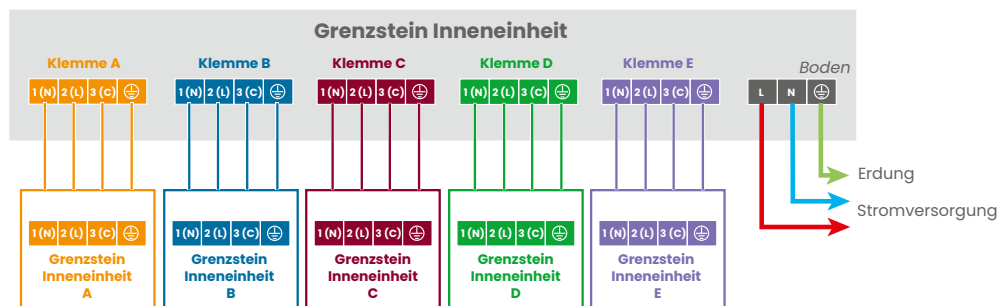 Grenzstein Inneneinheit
Klemme A Klemme B Klemme C Klemme D Klemme E Boden
1 (N) 2 (L) 3 (C) 1 (N) 2 (L) 3 (C) 1 (N) 2 (L) 3 (C) 1 (N) 2 (L) 3 (C) 1 (N) 2 (L) 3 (C) L N
Erdung
Stromversorgung
1 (N) 2 (L) 3 (C) 1 (N) 2 (L) 3 (C) 1 (N) 2 (L) 3 (C) 1 (N) 2 (L) 3 (C) 1 (N) 2 (L) 3 (C)
Grenzstein Grenzstein Grenzstein Grenzstein Grenzstein
Inneneinheit Inneneinheit Inneneinheit Inneneinheit Inneneinheit
A B C D E